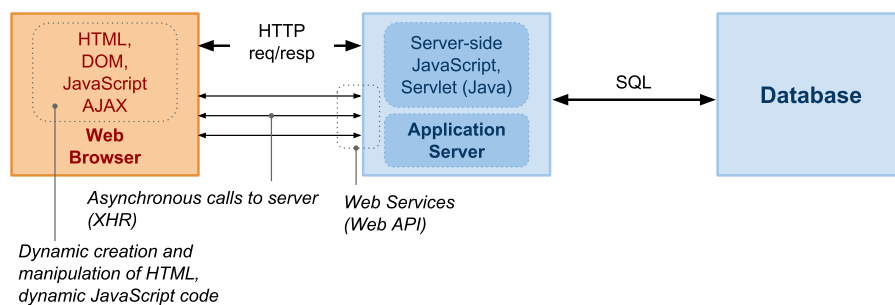 HTML,
DOM,
JavaScript
AJAX
Web
Browser
HTTP
req/resp
Server-side
JavaScript,
Servlet (Java)
Application
Server
SQL
Database
Asynchronous calls to server
(XHR)
Web Services
(Web API)
Dynamic creation and
manipulation of HTML,
dynamic JavaScript code